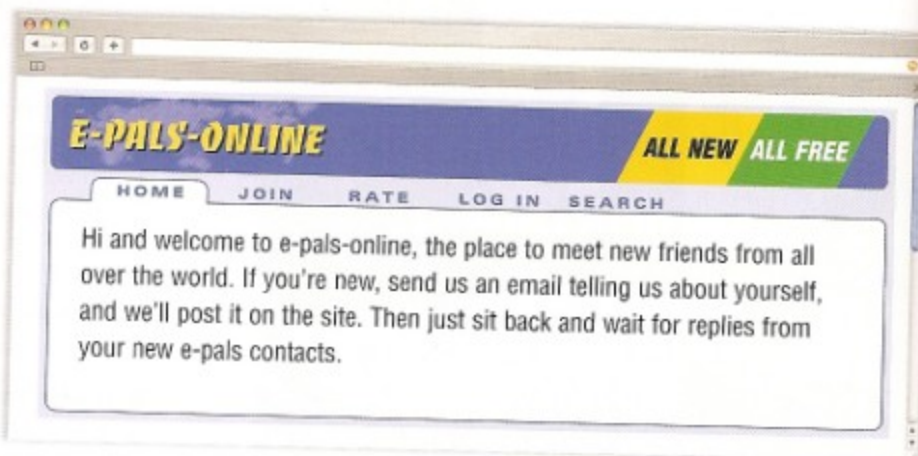 E-PALS-ONLINE
ALL NEW ALL FREE
HOME JOIN RATE LOG IN SEARCH
Hi and welcome to e-pals-online, the place to meet new friends from all
over the world. If you're new, send us an email telling us about yourself,
and we'll post it on the site. Then just sit back and wait for replies from
your new e-pals contacts.